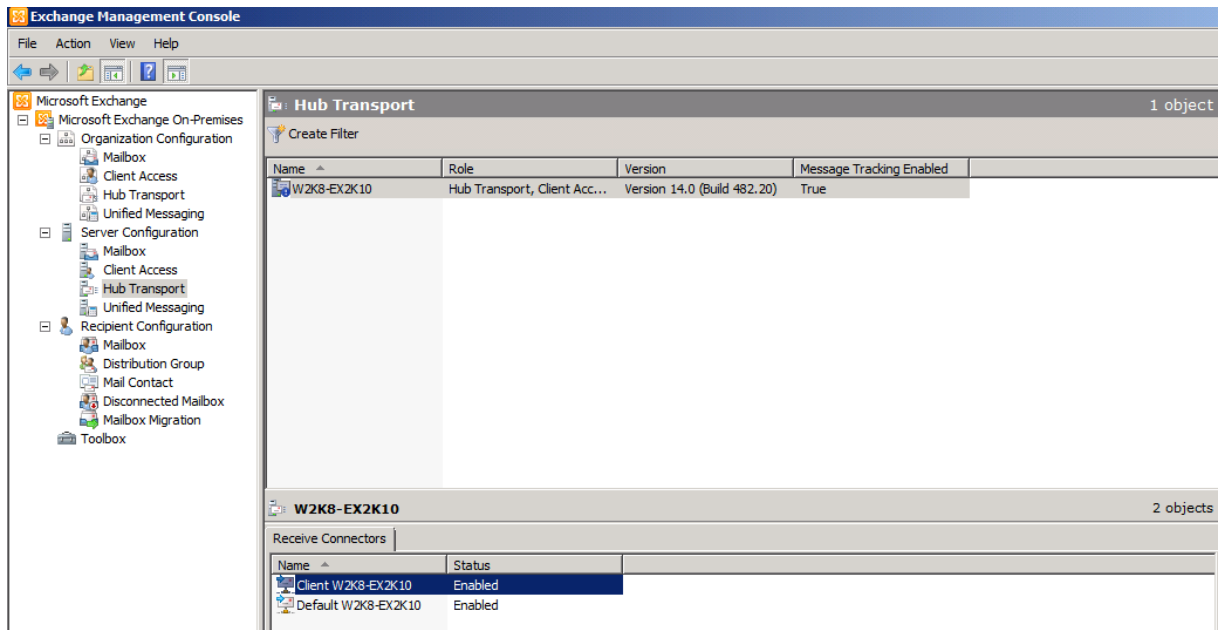 Exchange Management Console
File Action View Help
Microsoft Exchange
Microsoft Exchange On-Premises
Organization Configuration
Mailbox
Client Access
Hub Transport
Unified Messaging
Server Configuration
Mailbox
Client Access
Hub Transport
Unified Messaging
Recipient Configuration
Mailbox
Distribution Group
Mail Contact
Disconnected Mailbox
Mailbox Migration
Toolbox
Hub Transport 1 object
Create Filter
Name Role Version Message Tracking Enabled
W2K8-EX2K10 Hub Transport, Client Acc... Version 14.0 (Build 482.20) True
W2K8-EX2K10 2 objects
Receive Connectors
Name Status
Client W2K8-EX2K10 Enabled
Default W2K8-EX2K10 Enabled